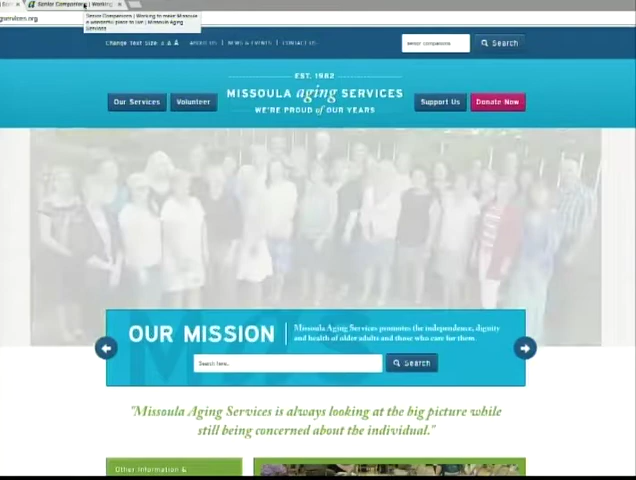 Senior Companions | Working
Senior Companions | Working to make Missoula
a wonderful place to live | Missoula Aging
Services
Change Text Size: A A A
ABOUT US | NEWS & EVENTS | CONTACT US
senior companions
Search
EST. 1982
MISSOULA aging SERVICES
WE'RE PROUD of OUR YEARS
Our Services
Volunteer
Support Us
Donate Now
OUR MISSION
Missoula Aging Services promotes the independence, dignity
and health of older adults and those who care for them.
Search here...
Search
"Missoula Aging Services is always looking at the big picture while
still being concerned about the individual."
Other Information &